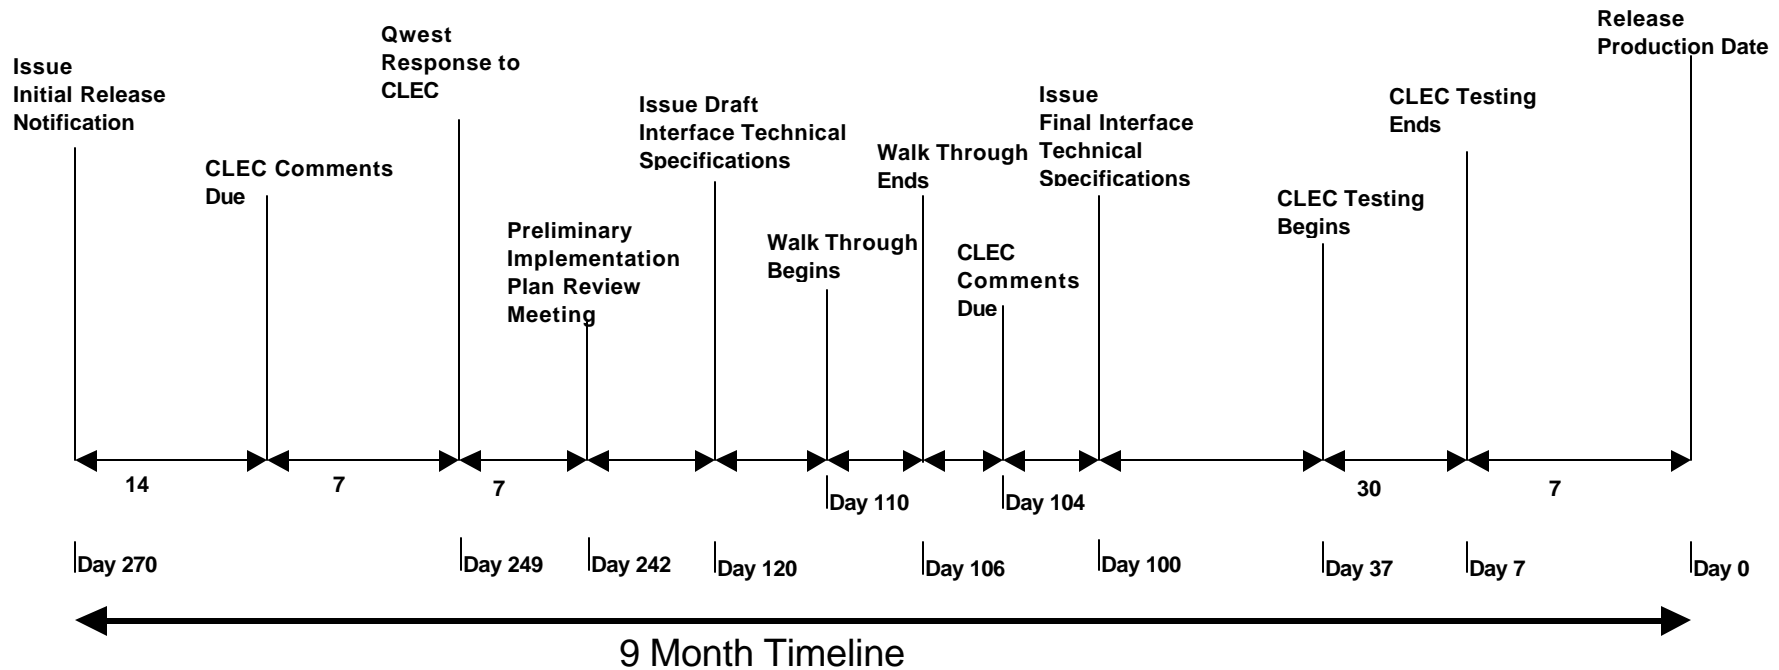 Issue
Initial Release
Notification
CLEC Comments
Due
Qwest
Response to
CLEC
Preliminary
Implementation
Plan Review
Meeting
Issue Draft
Interface Technical
Specifications
Walk Through
Begins
Walk Through
Ends
CLEC
Comments
Due
Issue
Final Interface
Technical
Specifications
CLEC Testing
Begins
CLEC Testing
Ends
Release
Production Date
14
7
7
30
7
Day 110
Day 104
Day 270
Day 249
Day 242
Day 120
Day 106
Day 100
Day 37
Day 7
Day 0
9 Month Timeline